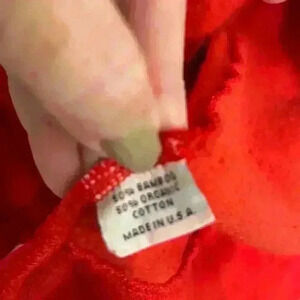 50% BAMBOO
50% ORGANIC
COTTON
MADE IN U.S.A.